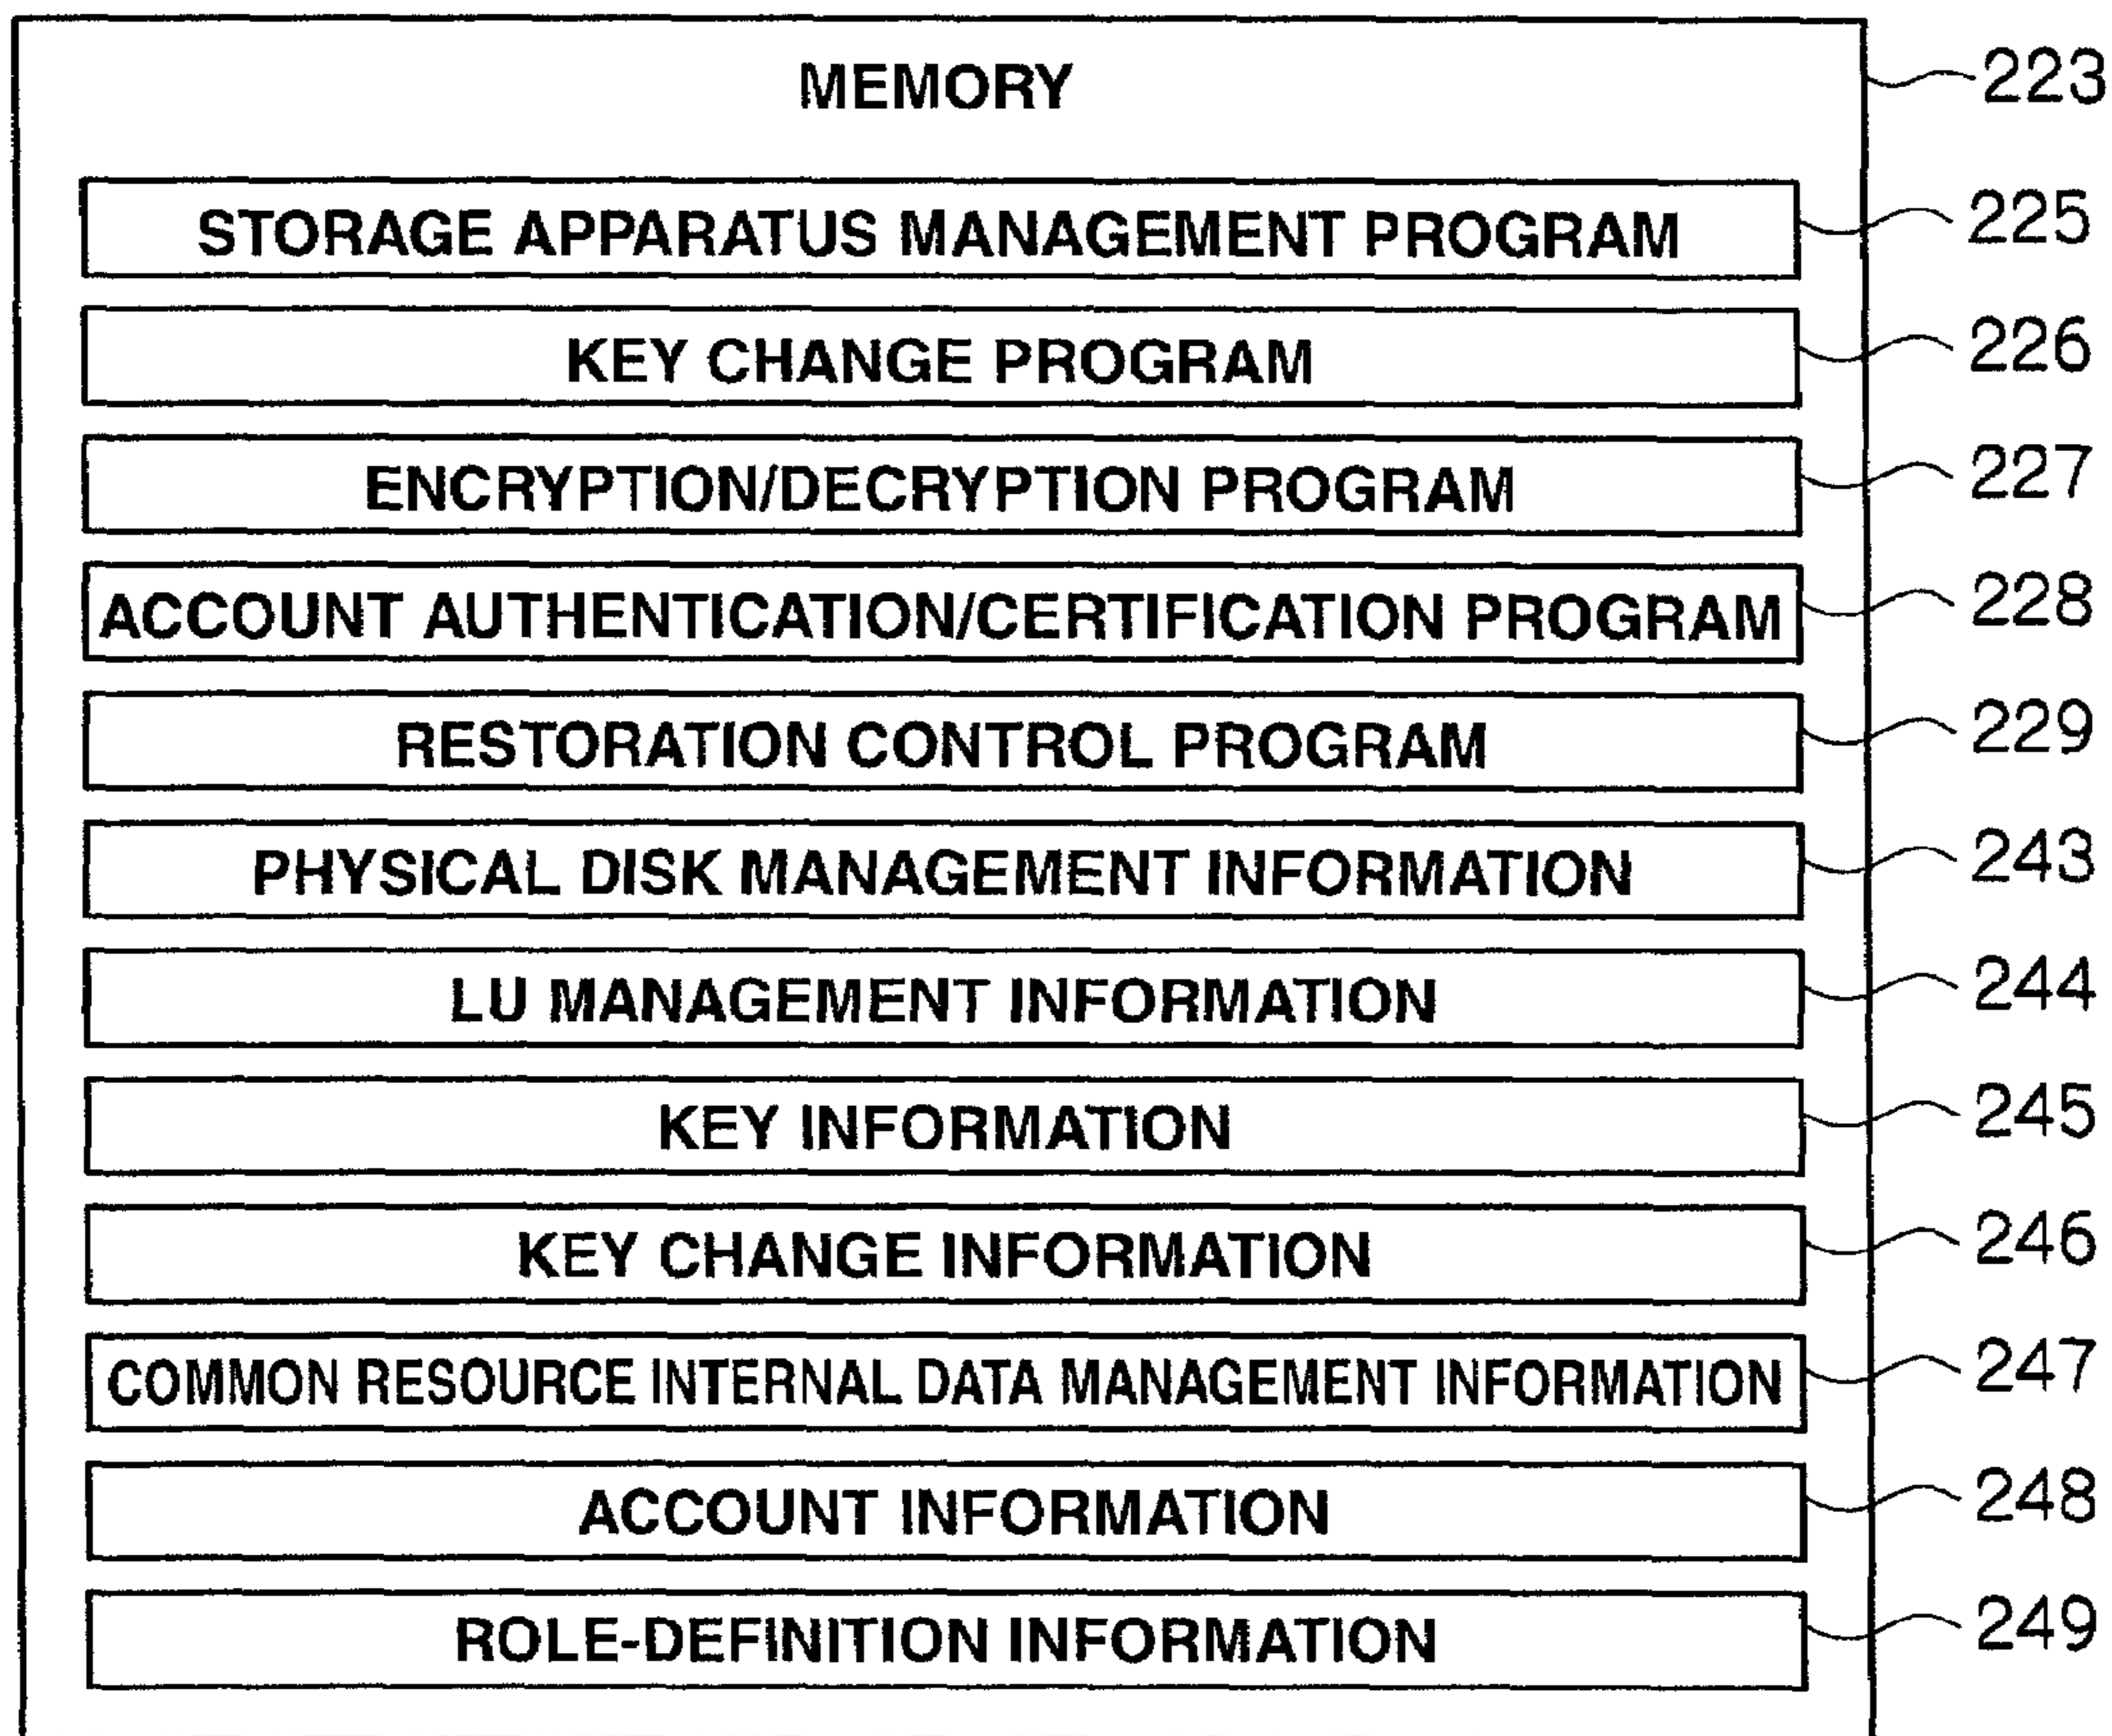 MEMORY 223
STORAGE APPARATUS MANAGEMENT PROGRAM 225
KEY CHANGE PROGRAM 226
ENCRYPTION/DECRYPTION PROGRAM 227
ACCOUNT AUTHENTICATION/CERTIFICATION PROGRAM 228
RESTORATION CONTROL PROGRAM 229
PHYSICAL DISK MANAGEMENT INFORMATION 243
LU MANAGEMENT INFORMATION 244
KEY INFORMATION 245
KEY CHANGE INFORMATION 246
COMMON RESOURCE INTERNAL DATA MANAGEMENT INFORMATION 247
ACCOUNT INFORMATION 248
ROLE-DEFINITION INFORMATION 249